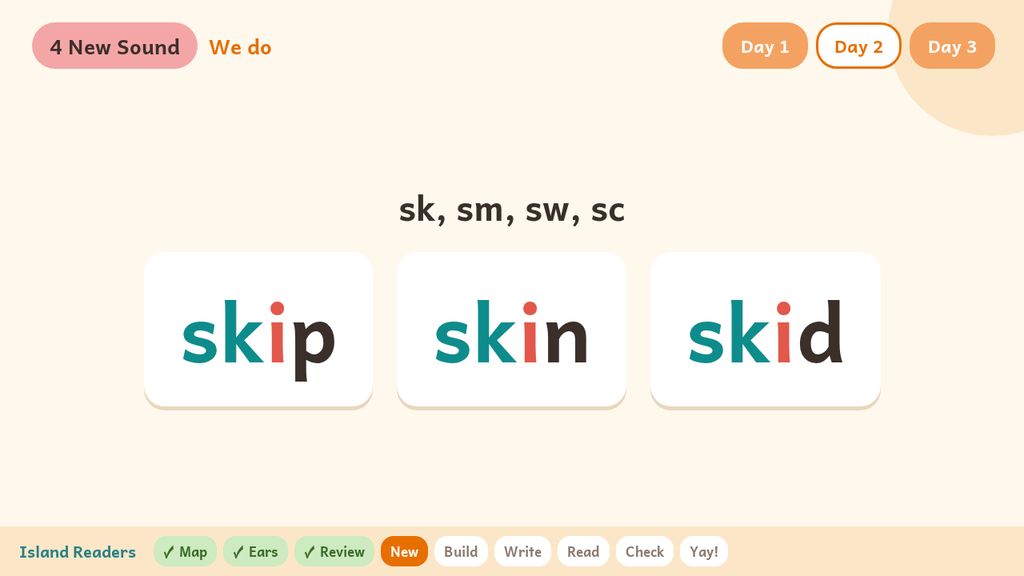 4 New Sound We do Day 1 Day 2 Day 3
sk, sm, sw, sc
skip skin skid
Island Readers ✓ Map ✓ Ears ✓ Review New Build Write Read Check Yay!